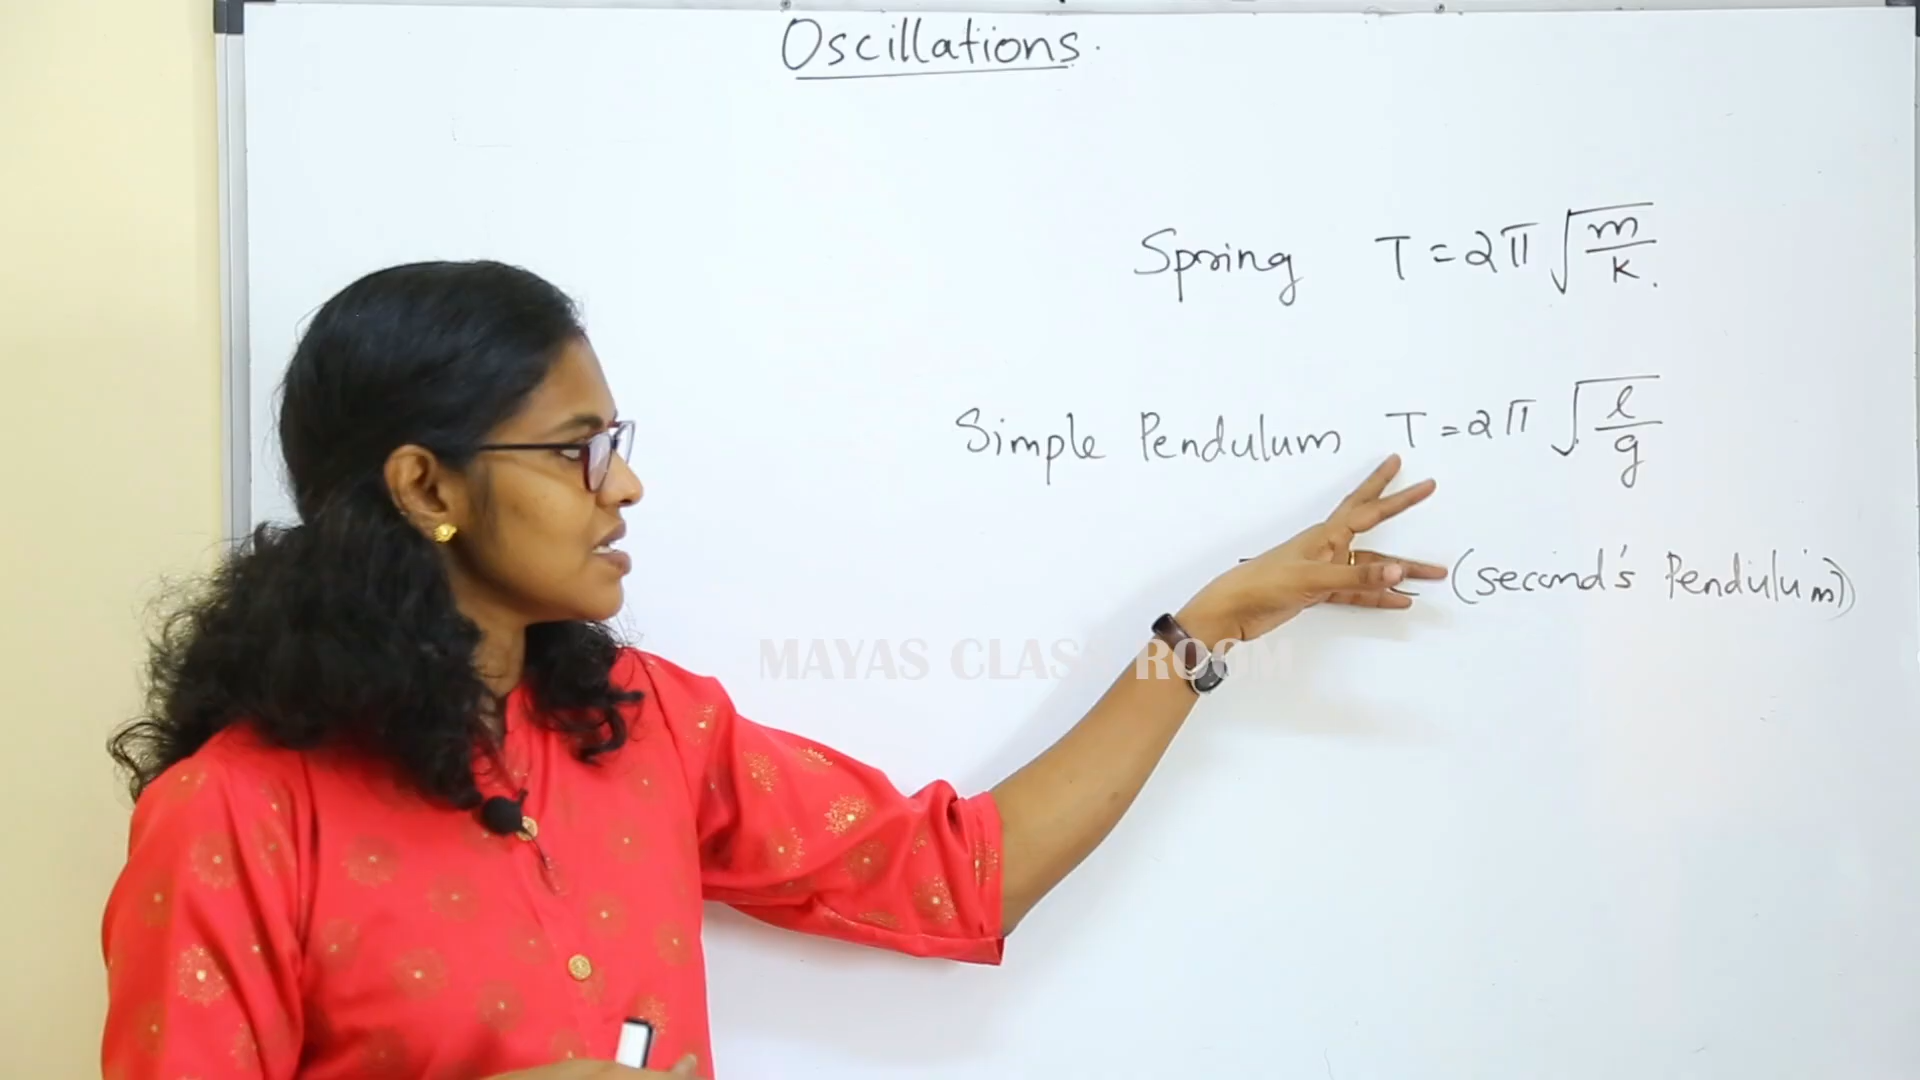 Oscillations.
Spring T = 2π √m/k.
Simple Pendulum T = 2π √l/g
(second's Pendulum)
MAYAS CLASS ROOM